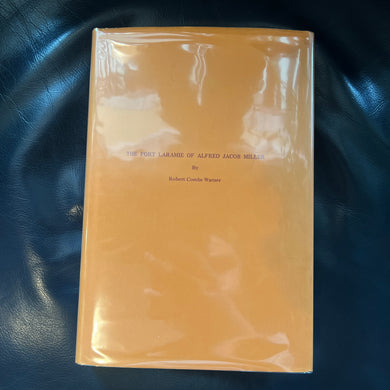 THE FORT LARAMIE OF ALFRED JACOB MILLER
By
Robert Combs Warner